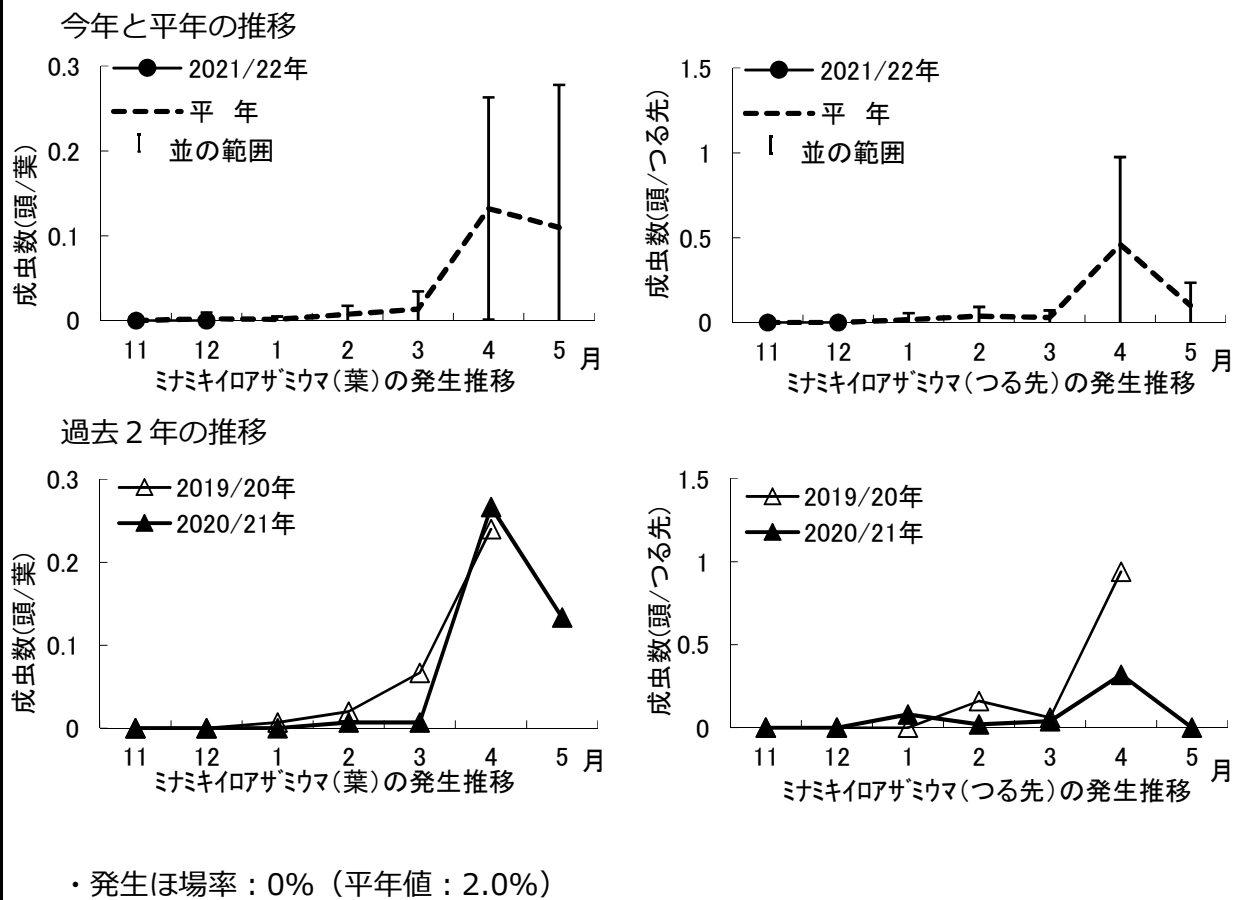 今年と平年の推移
0.3
0.2
0.1
0
成虫数(頭/葉)
2021/22年
平 年
並の範囲
11 12 1 2 3 4 5 月
ﾐﾅﾐｷｲﾛｱｻﾞﾐｳﾏ(葉)の発生推移
1.5
1
0.5
0
成虫数(頭/つる先)
2021/22年
平 年
並の範囲
11 12 1 2 3 4 5 月
ﾐﾅﾐｷｲﾛｱｻﾞﾐｳﾏ(つる先)の発生推移
過去２年の推移
0.3
0.2
0.1
0
成虫数(頭/葉)
2019/20年
2020/21年
11 12 1 2 3 4 5 月
ﾐﾅﾐｷｲﾛｱｻﾞﾐｳﾏ(葉)の発生推移
1.5
1
0.5
0
成虫数(頭/つる先)
2019/20年
2020/21年
11 12 1 2 3 4 5 月
ﾐﾅﾐｷｲﾛｱｻﾞﾐｳﾏ(つる先)の発生推移
・発生ほ場率：0%（平年値：2.0%）